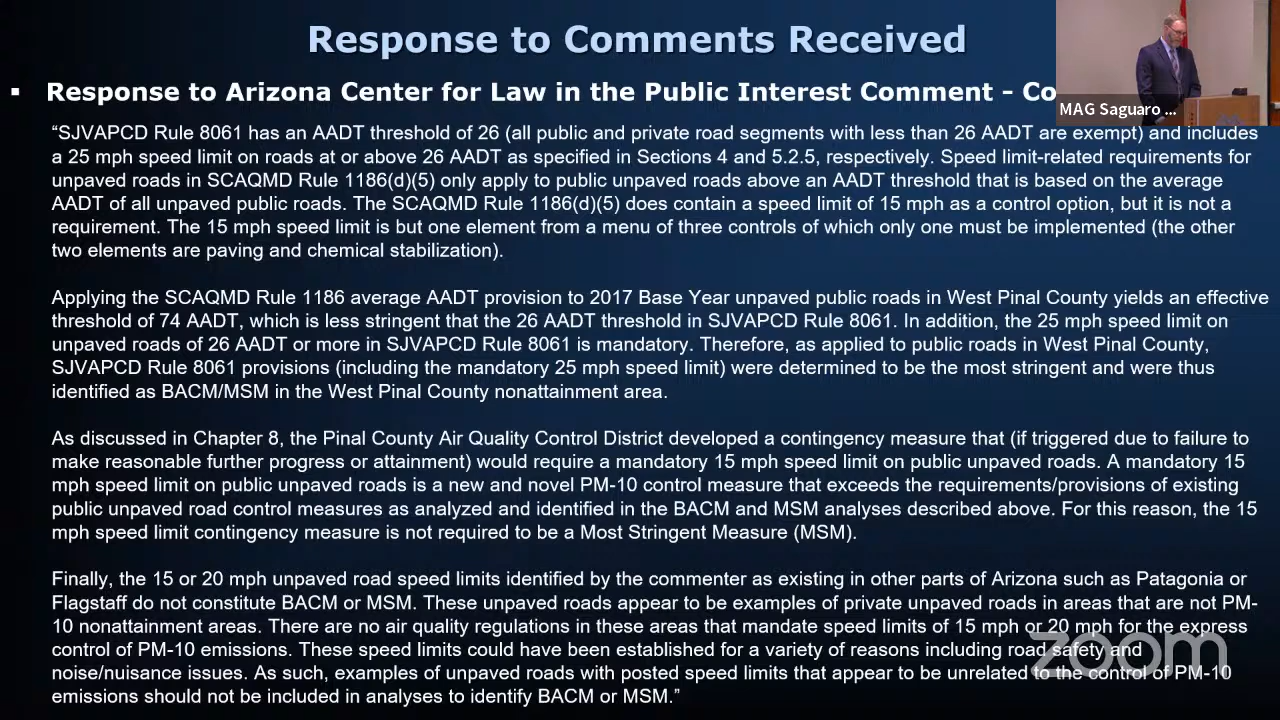 Response to Comments Received
▪ Response to Arizona Center for Law in the Public Interest Comment - Co
MAG Saguaro ...
“SJVAPCD Rule 8061 has an AADT threshold of 26 (all public and private road segments with less than 26 AADT are exempt) and includes
a 25 mph speed limit on roads at or above 26 AADT as specified in Sections 4 and 5.2.5, respectively. Speed limit-related requirements for
unpaved roads in SCAQMD Rule 1186(d)(5) only apply to public unpaved roads above an AADT threshold that is based on the average
AADT of all unpaved public roads. The SCAQMD Rule 1186(d)(5) does contain a speed limit of 15 mph as a control option, but it is not a
requirement. The 15 mph speed limit is but one element from a menu of three controls of which only one must be implemented (the other
two elements are paving and chemical stabilization).
Applying the SCAQMD Rule 1186 average AADT provision to 2017 Base Year unpaved public roads in West Pinal County yields an effective
threshold of 74 AADT, which is less stringent that the 26 AADT threshold in SJVAPCD Rule 8061. In addition, the 25 mph speed limit on
unpaved roads of 26 AADT or more in SJVAPCD Rule 8061 is mandatory. Therefore, as applied to public roads in West Pinal County,
SJVAPCD Rule 8061 provisions (including the mandatory 25 mph speed limit) were determined to be the most stringent and were thus
identified as BACM/MSM in the West Pinal County nonattainment area.
As discussed in Chapter 8, the Pinal County Air Quality Control District developed a contingency measure that (if triggered due to failure to
make reasonable further progress or attainment) would require a mandatory 15 mph speed limit on public unpaved roads. A mandatory 15
mph speed limit on public unpaved roads is a new and novel PM-10 control measure that exceeds the requirements/provisions of existing
public unpaved road control measures as analyzed and identified in the BACM and MSM analyses described above. For this reason, the 15
mph speed limit contingency measure is not required to be a Most Stringent Measure (MSM).
Finally, the 15 or 20 mph unpaved road speed limits identified by the commenter as existing in other parts of Arizona such as Patagonia or
Flagstaff do not constitute BACM or MSM. These unpaved roads appear to be examples of private unpaved roads in areas that are not PM-
10 nonattainment areas. There are no air quality regulations in these areas that mandate speed limits of 15 mph or 20 mph for the express
control of PM-10 emissions. These speed limits could have been established for a variety of reasons including road safety and
noise/nuisance issues. As such, examples of unpaved roads with posted speed limits that appear to be unrelated to the control of PM-10
emissions should not be included in analyses to identify BACM or MSM.”
zoom